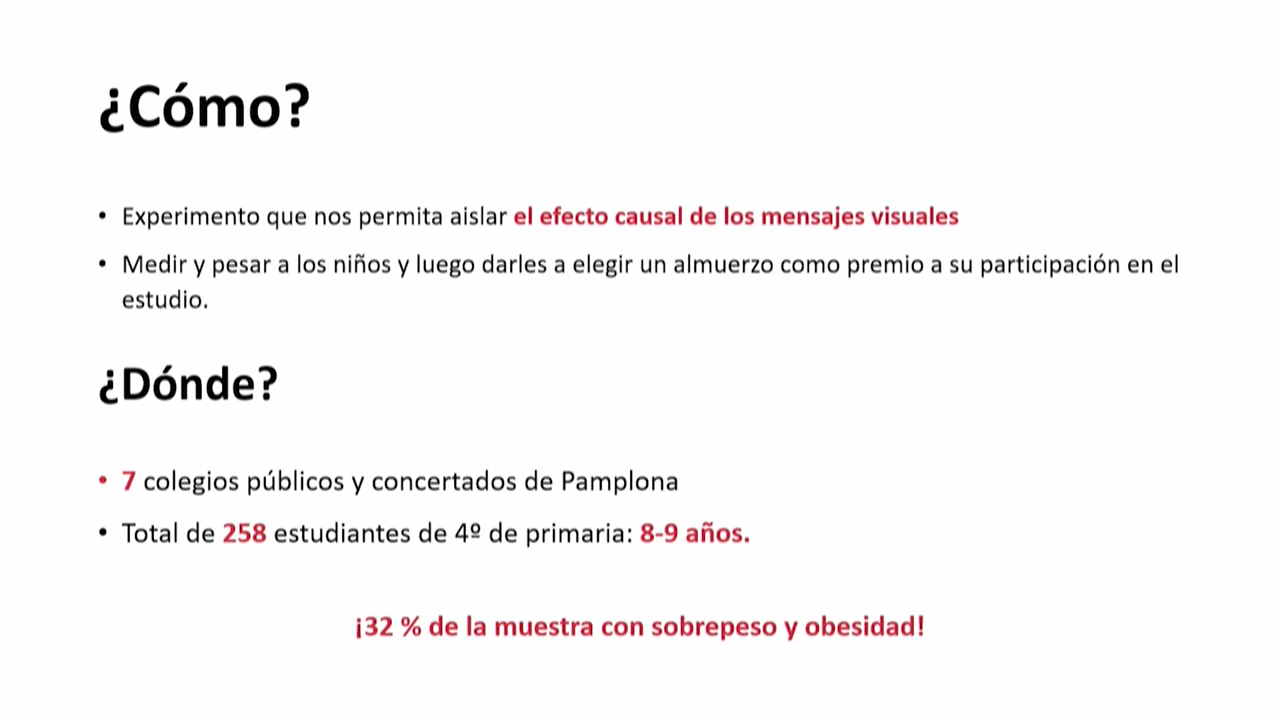 ¿Cómo?
• Experimento que nos permita aislar el efecto causal de los mensajes visuales
• Medir y pesar a los niños y luego darles a elegir un almuerzo como premio a su participación en el
estudio.
¿Dónde?
• 7 colegios públicos y concertados de Pamplona
• Total de 258 estudiantes de 4º de primaria: 8-9 años.
¡32 % de la muestra con sobrepeso y obesidad!